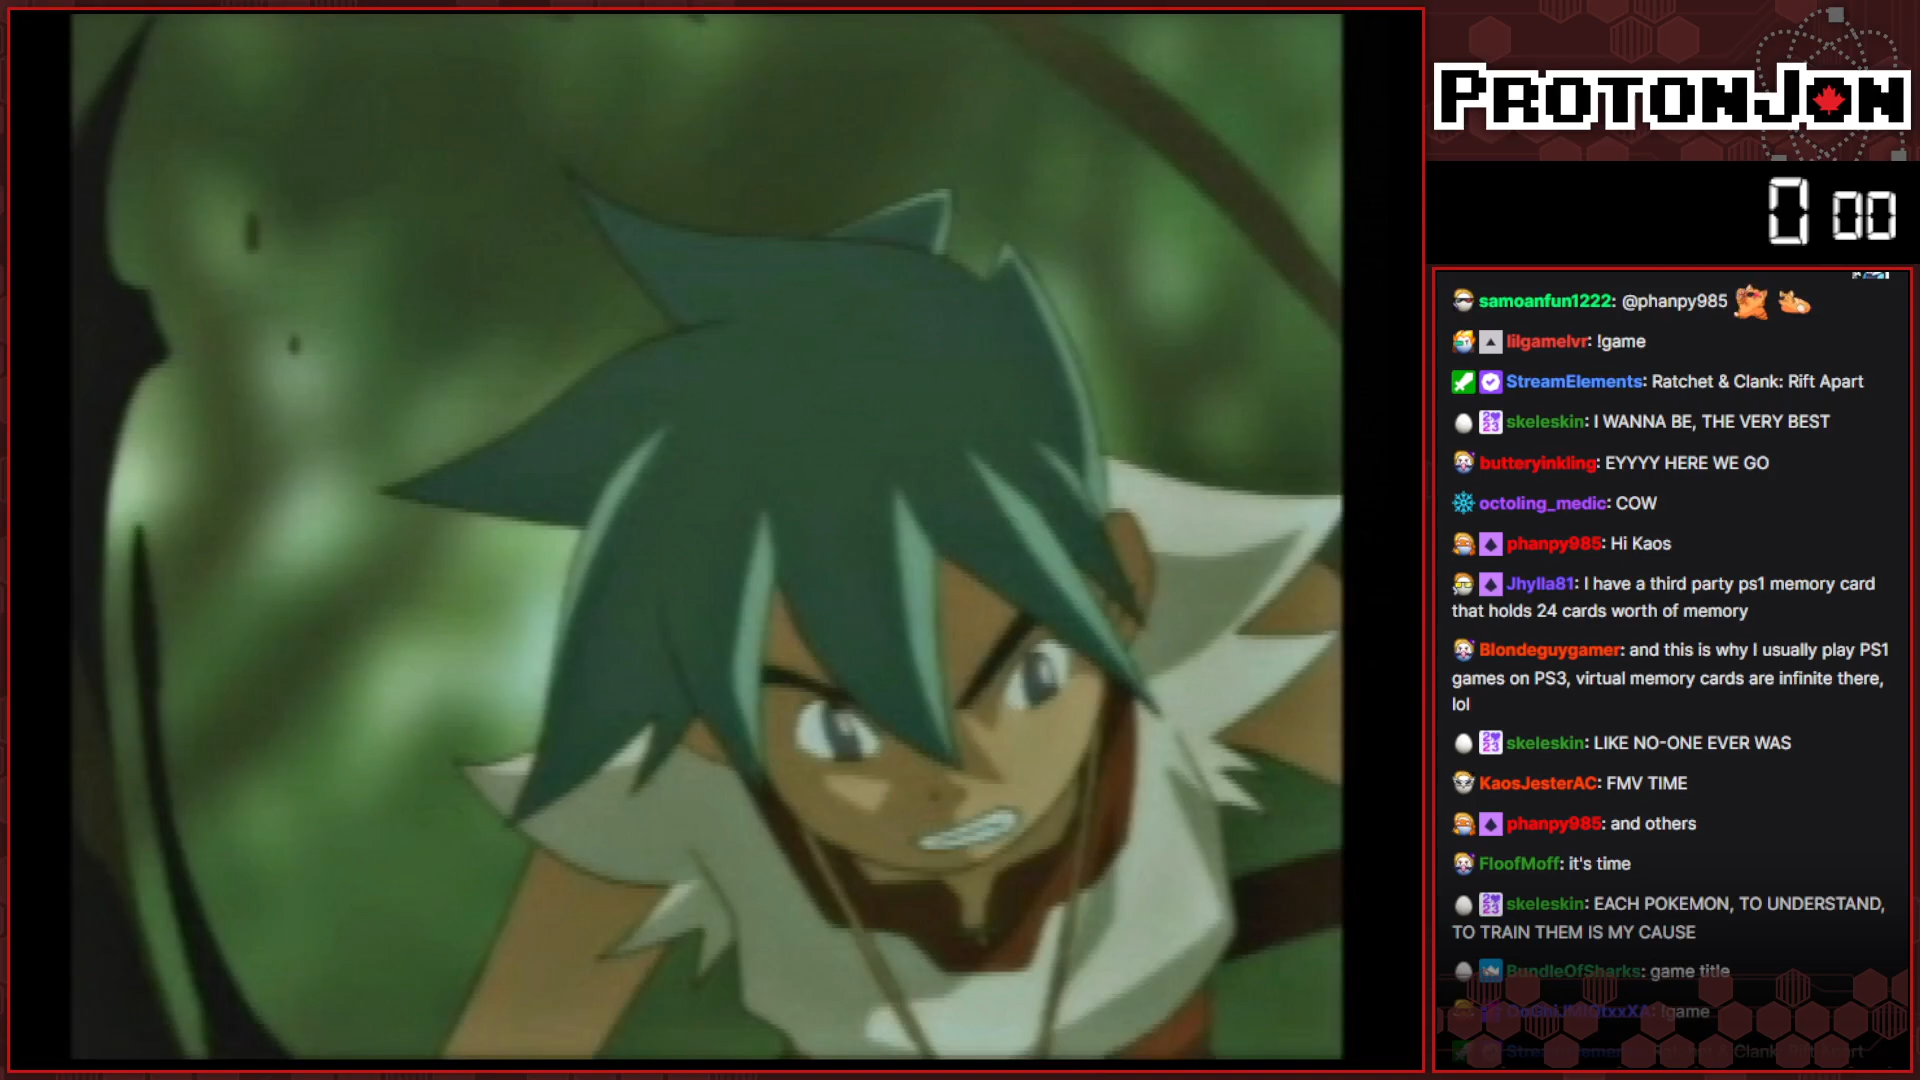 PROTONJON
0 00
samoanfun1222: @phanpy985
lilgamelvr: !game
StreamElements: Ratchet & Clank: Rift Apart
skeleskin: I WANNA BE, THE VERY BEST
butteryinkling: EYYYY HERE WE GO
octoling_medic: COW
phanpy985: Hi Kaos
Jhylla81: I have a third party ps1 memory card
that holds 24 cards worth of memory
Blondeguygamer: and this is why I usually play PS1
games on PS3, virtual memory cards are infinite there,
lol
skeleskin: LIKE NO-ONE EVER WAS
KaosJesterAC: FMV TIME
phanpy985: and others
FloofMoff: it's time
skeleskin: EACH POKEMON, TO UNDERSTAND,
TO TRAIN THEM IS MY CAUSE
BundleOfSharks: game title
!game